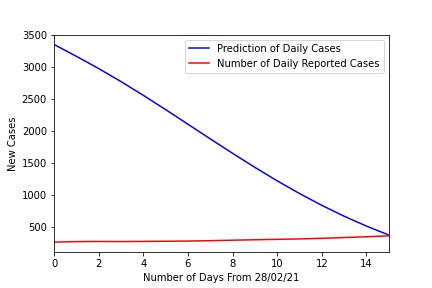 3500
3000
2500
2000
1500
1000
500
New Cases
Prediction of Daily Cases
Number of Daily Reported Cases
0 2 4 6 8 10 12 14
Number of Days From 28/02/21